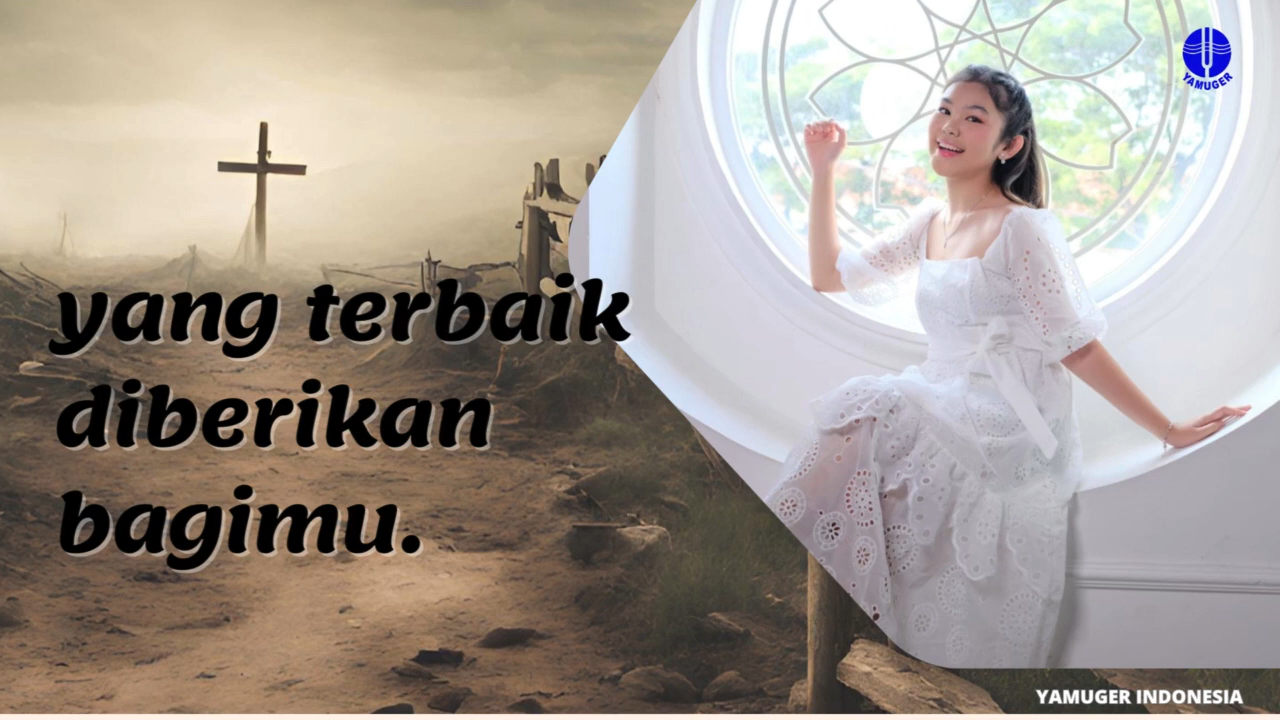 yang terbaik
diberikan
bagimu.
YAMUGER
YAMUGER INDONESIA